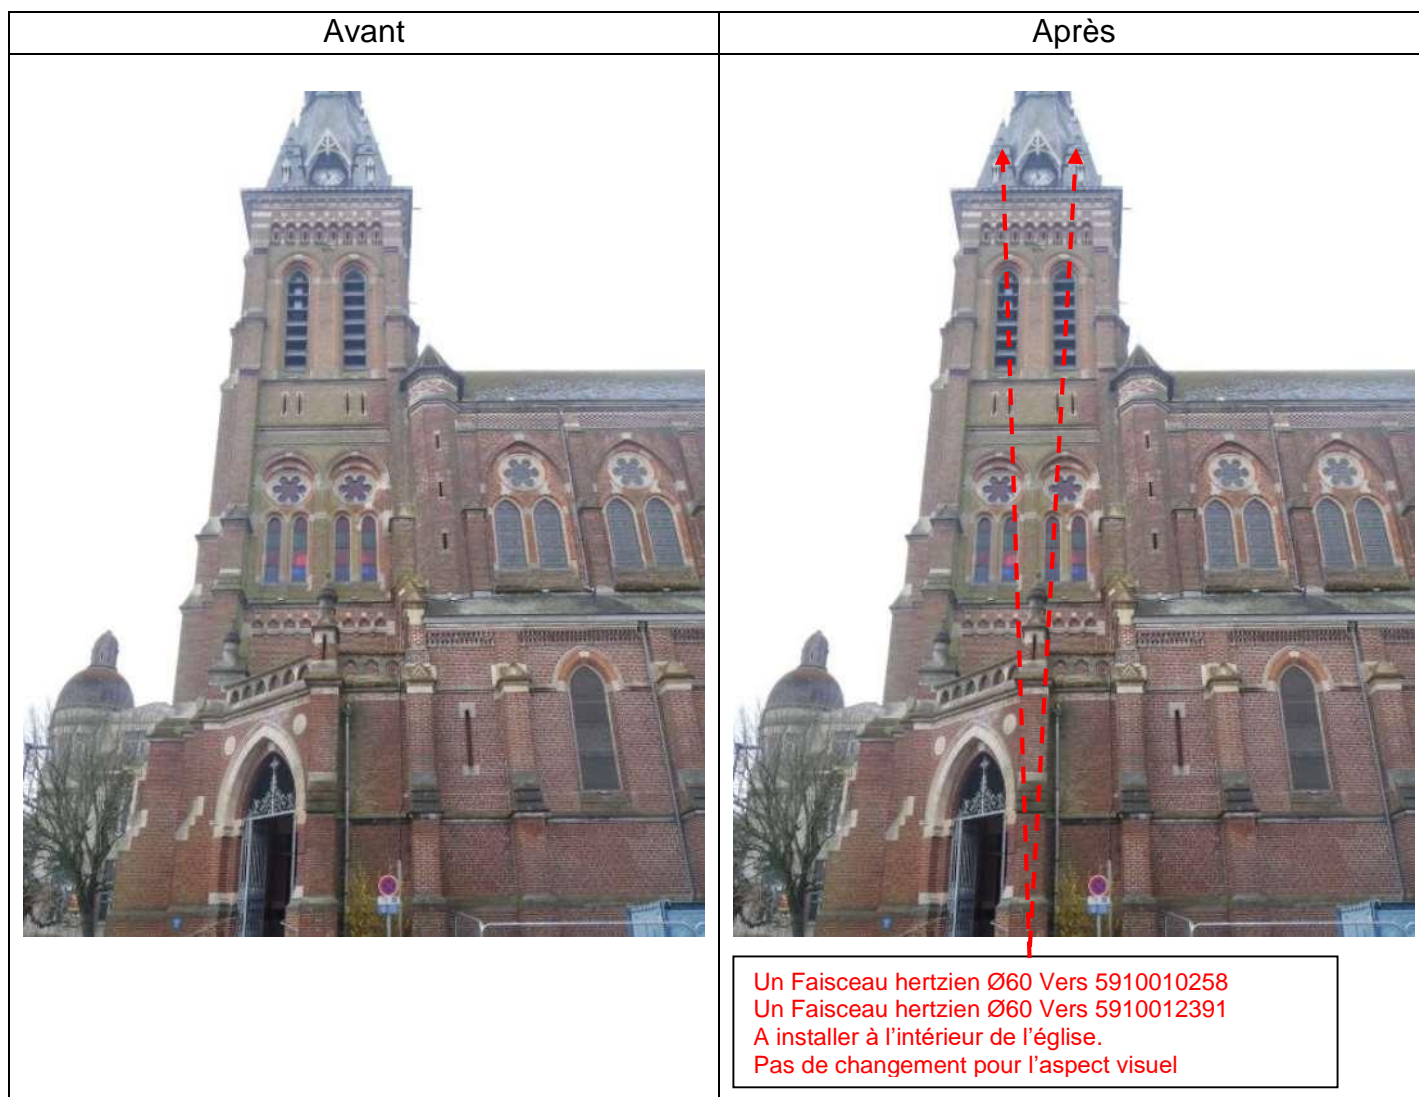 Avant
Après
Un Faisceau hertzien Ø60 Vers 5910010258
Un Faisceau hertzien Ø60 Vers 5910012391
A installer à l’intérieur de l’église.
Pas de changement pour l’aspect visuel